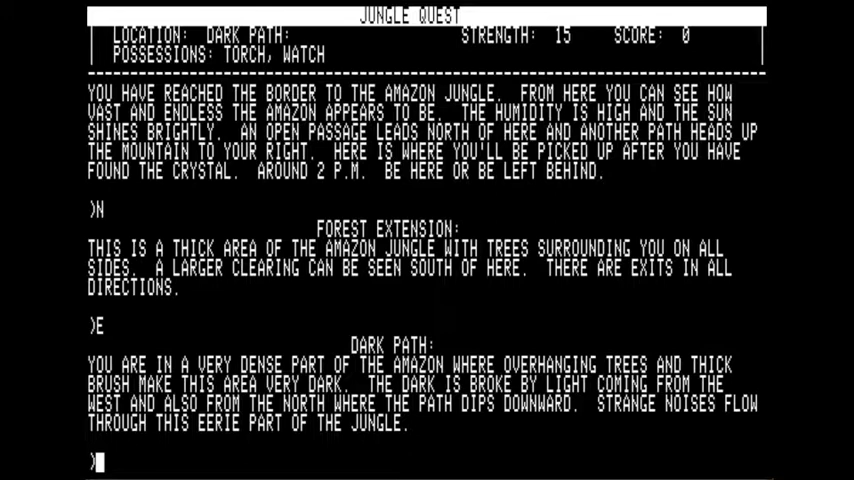 JUNGLE QUEST
LOCATION: DARK PATH: STRENGTH: 15 SCORE: 0
POSSESSIONS: TORCH, WATCH
YOU HAVE REACHED THE BORDER TO THE AMAZON JUNGLE. FROM HERE YOU CAN SEE HOW
VAST AND ENDLESS THE AMAZON APPEARS TO BE. THE HUMIDITY IS HIGH AND THE SUN
SHINES BRIGHTLY. AN OPEN PASSAGE LEADS NORTH OF HERE AND ANOTHER PATH HEADS UP
THE MOUNTAIN TO YOUR RIGHT. HERE IS WHERE YOU'LL BE PICKED UP AFTER YOU HAVE
FOUND THE CRYSTAL. AROUND 2 P.M. BE HERE OR BE LEFT BEHIND.
>N
FOREST EXTENSION:
THIS IS A THICK AREA OF THE AMAZON JUNGLE WITH TREES SURROUNDING YOU ON ALL
SIDES. A LARGER CLEARING CAN BE SEEN SOUTH OF HERE. THERE ARE EXITS IN ALL
DIRECTIONS.
>E
DARK PATH:
YOU ARE IN A VERY DENSE PART OF THE AMAZON WHERE OVERHANGING TREES AND THICK
BRUSH MAKE THIS AREA VERY DARK. THE DARK IS BROKE BY LIGHT COMING FROM THE
WEST AND ALSO FROM THE NORTH WHERE THE PATH DIPS DOWNWARD. STRANGE NOISES FLOW
THROUGH THIS EERIE PART OF THE JUNGLE.
>